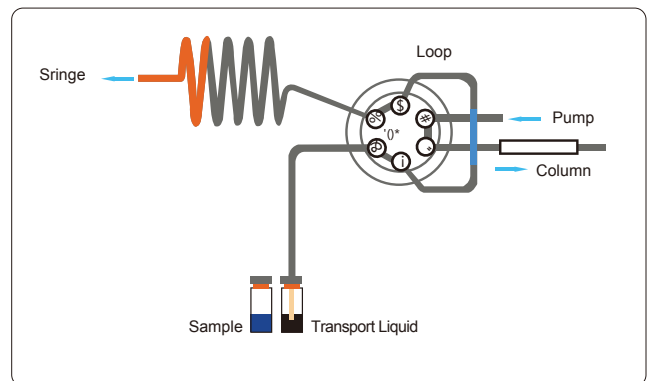 Loop
Sringe
Pump
Column
$
%
#
'()*
"
&
i
Sample
Transport Liquid